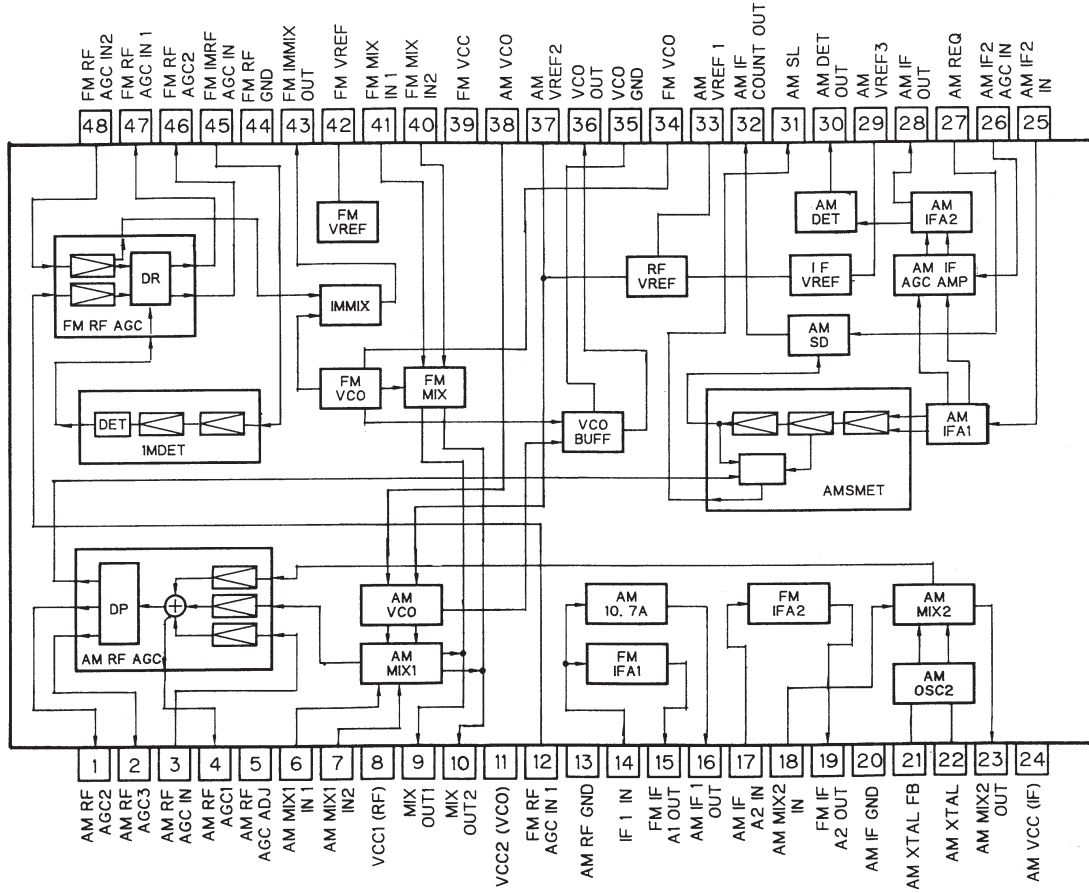 FM RF
AGC IN2
FM RF
AGC IN 1
FM RF
AGC2
FM IMRF
AGC IN
FM RF
GND
FM IMMIX
OUT
FM VREF
FM MIX
IN 1
FM MIX
IN2
FM VCC
AM VCO
AM
VREF2
VCO
OUT
VCO
GND
FM VCO
AM
VREF 1
AM IF
COUNT OUT
AM SL
AM DET
OUT
AM
VREF3
AM IF
OUT
AM REQ
AM IF2
AGC IN
AM IF2
IN
48 47 46 45 44 43 42 41 40 39 38 37 36 35 34 33 32 31 30 29 28 27 26 25
FM
VREF
AM
DET
AM
IFA2
DR
FM RF AGC
IMMIX
RF
VREF
IF
VREF
AM IF
AGC AMP
AM
SD
FM
VCO
FM
MIX
VCO
BUFF
AM
IFA1
DET
1MDET
AMSMET
DP
AM RF AGC
AM
VCO
AM
MIX1
AM
10. 7A
FM
IFA1
FM
IFA2
AM
MIX2
AM
OSC2
1 2 3 4 5 6 7 8 9 10 11 12 13 14 15 16 17 18 19 20 21 22 23 24
AM RF
AGC2
AM RF
AGC3
AM RF
AGC IN
AM RF
AGC1
AM RF
AGC ADJ
AM MIX1
IN 1
AM MIX1
IN2
VCC1 (RF)
MIX
OUT1
MIX
OUT2
VCC2 (VCO)
FM RF
AGC IN 1
AM RF GND
IF 1 IN
FM IF
A1 OUT
AM IF 1
OUT
AM IF
A2 IN
AM MIX2
IN
FM IF
A2 OUT
AM IF GND
AM XTAL FB
AM XTAL
AM MIX2
OUT
AM VCC (IF)